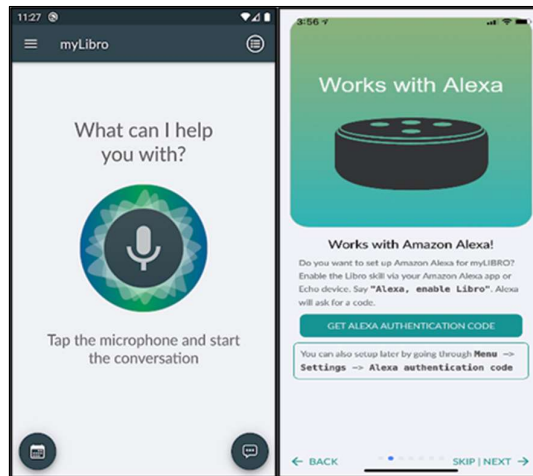 11:27
myLibro
What can I help
you with?
Tap the microphone and start
the conversation
3:56
Works with Alexa
Works with Amazon Alexa!
Do you want to set up Amazon Alexa for myLIBRO?
Enable the Libro skill via your Amazon Alexa app or
Echo device. Say "Alexa, enable Libro". Alexa
will ask for a code.
GET ALEXA AUTHENTICATION CODE
You can also setup later by going through Menu –>
Settings –> Alexa authentication code
← BACK
SKIP | NEXT →